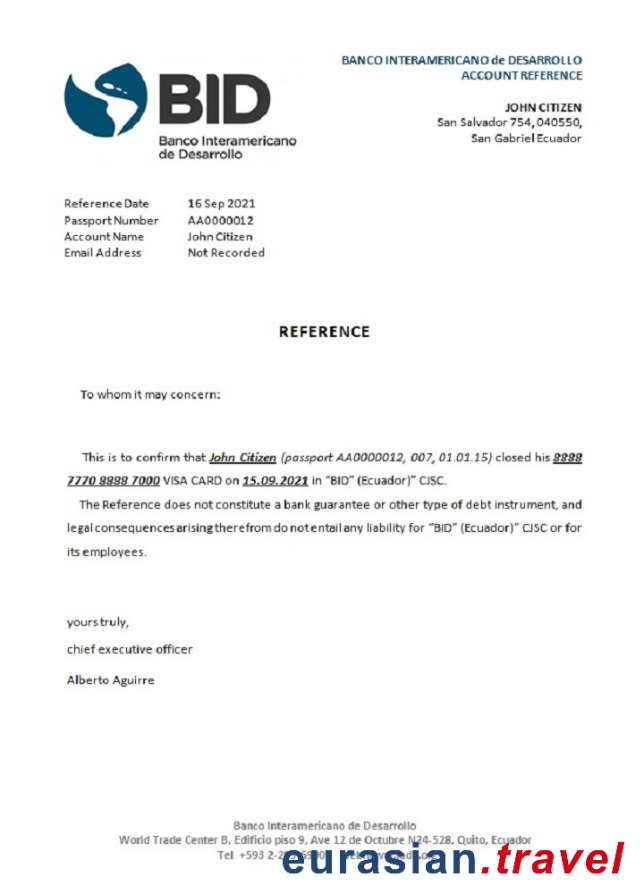 BANCO INTERAMERICANO de DESARROLLO
ACCOUNT REFERENCE
BID
Banco Interamericano
de Desarrollo
JOHN CITIZEN
San Salvador 754, 040550,
San Gabriel Ecuador
Reference Date 16 Sep 2021
Passport Number AA0000012
Account Name John Citizen
Email Address Not Recorded
REFERENCE
To whom it may concern:
This is to confirm that John Citizen (passport AA0000012, 007, 01.01.15) closed his 8888
7770 8888 7000 VISA CARD on 15.09.2021 in “BID” (Ecuador)” CJSC.
The Reference does not constitute a bank guarantee or other type of debt instrument, and
legal consequences arising therefrom do not entail any liability for “BID” (Ecuador)” CJSC or for
its employees.
yours truly,
chief executive officer
Alberto Aguirre
Banco Interamericano de Desarrollo
World Trade Center B, Edificio piso 9, Ave 12 de Octubre N24-528, Quito, Ecuador
Tel +593
eurasian.travel